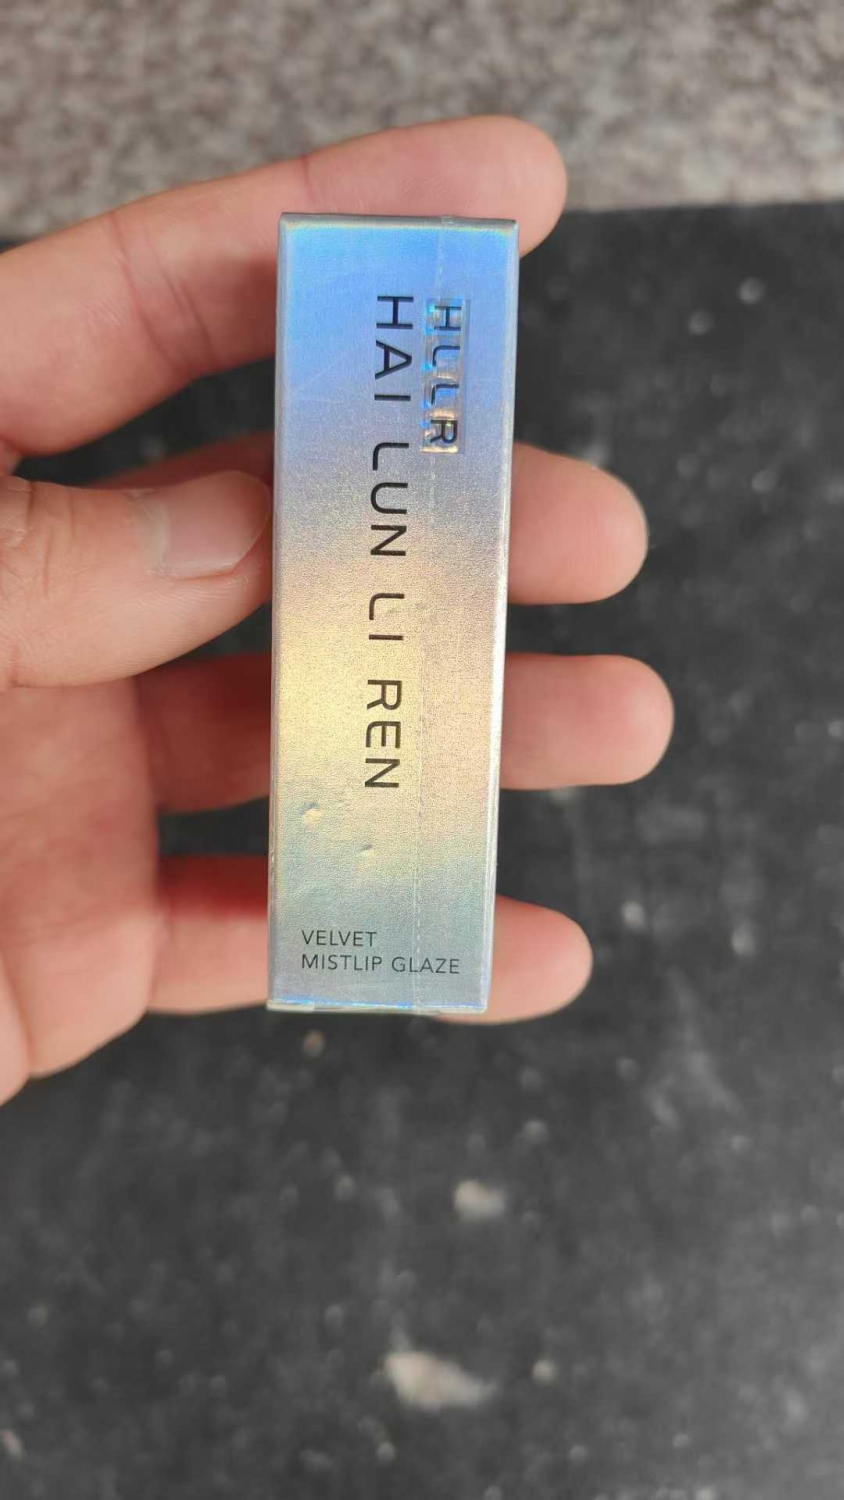 HLLR
HAI LUN LI REN
VELVET
MISTLIP GLAZE